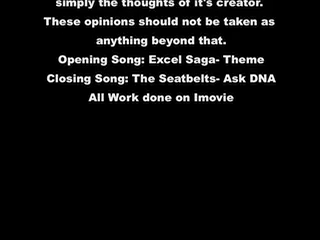 simply the thoughts of it's creator.
These opinions should not be taken as
anything beyond that.
Opening Song: Excel Saga- Theme
Closing Song: The Seatbelts- Ask DNA
All Work done on Imovie